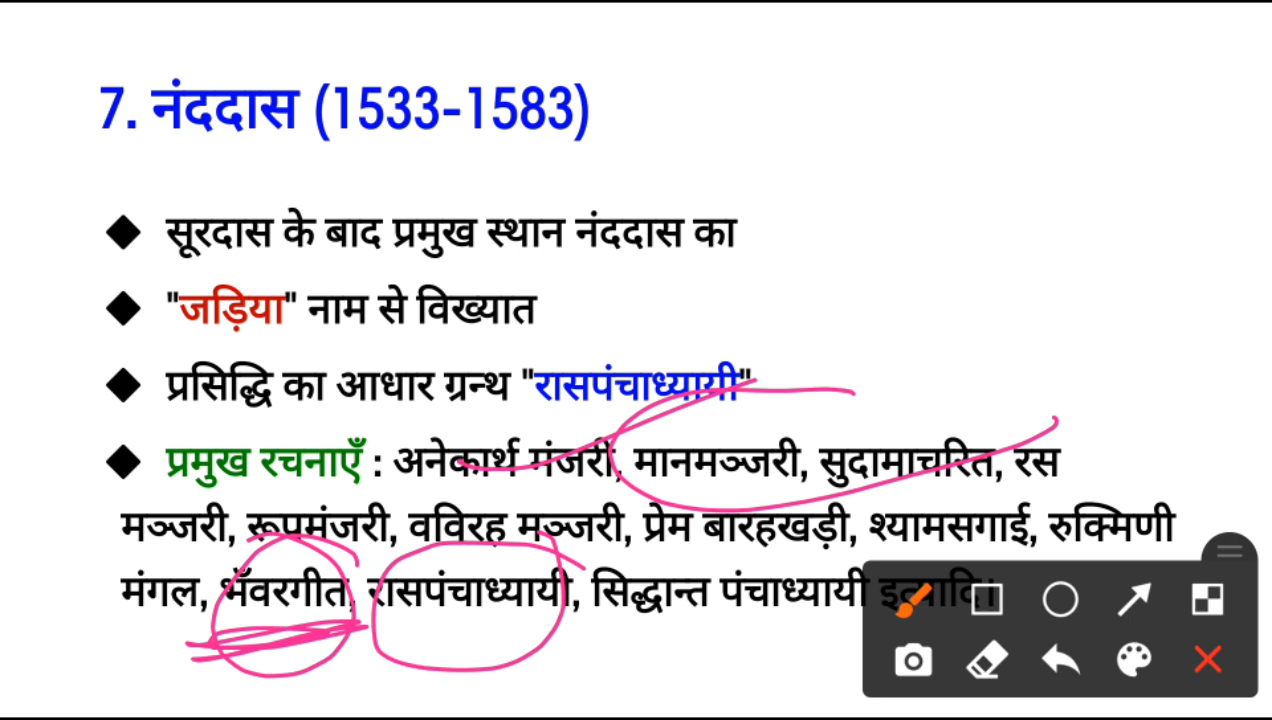 7. नंददास (1533-1583)
◆ सूरदास के बाद प्रमुख स्थान नंददास का
◆ "जड़िया" नाम से विख्यात
◆ प्रसिद्धि का आधार ग्रन्थ "रासपंचाध्यायी"
◆ प्रमुख रचनाएँ : अनेकार्थ मंजरी, मानमञ्जरी, सुदामाचरित, रस
मञ्जरी, रूपमंजरी, वविरह मञ्जरी, प्रेम बारहखड़ी, श्यामसगाई, रुक्मिणी
मंगल, भँवरगीत, रासपंचाध्यायी, सिद्धान्त पंचाध्यायी इत्यादि।